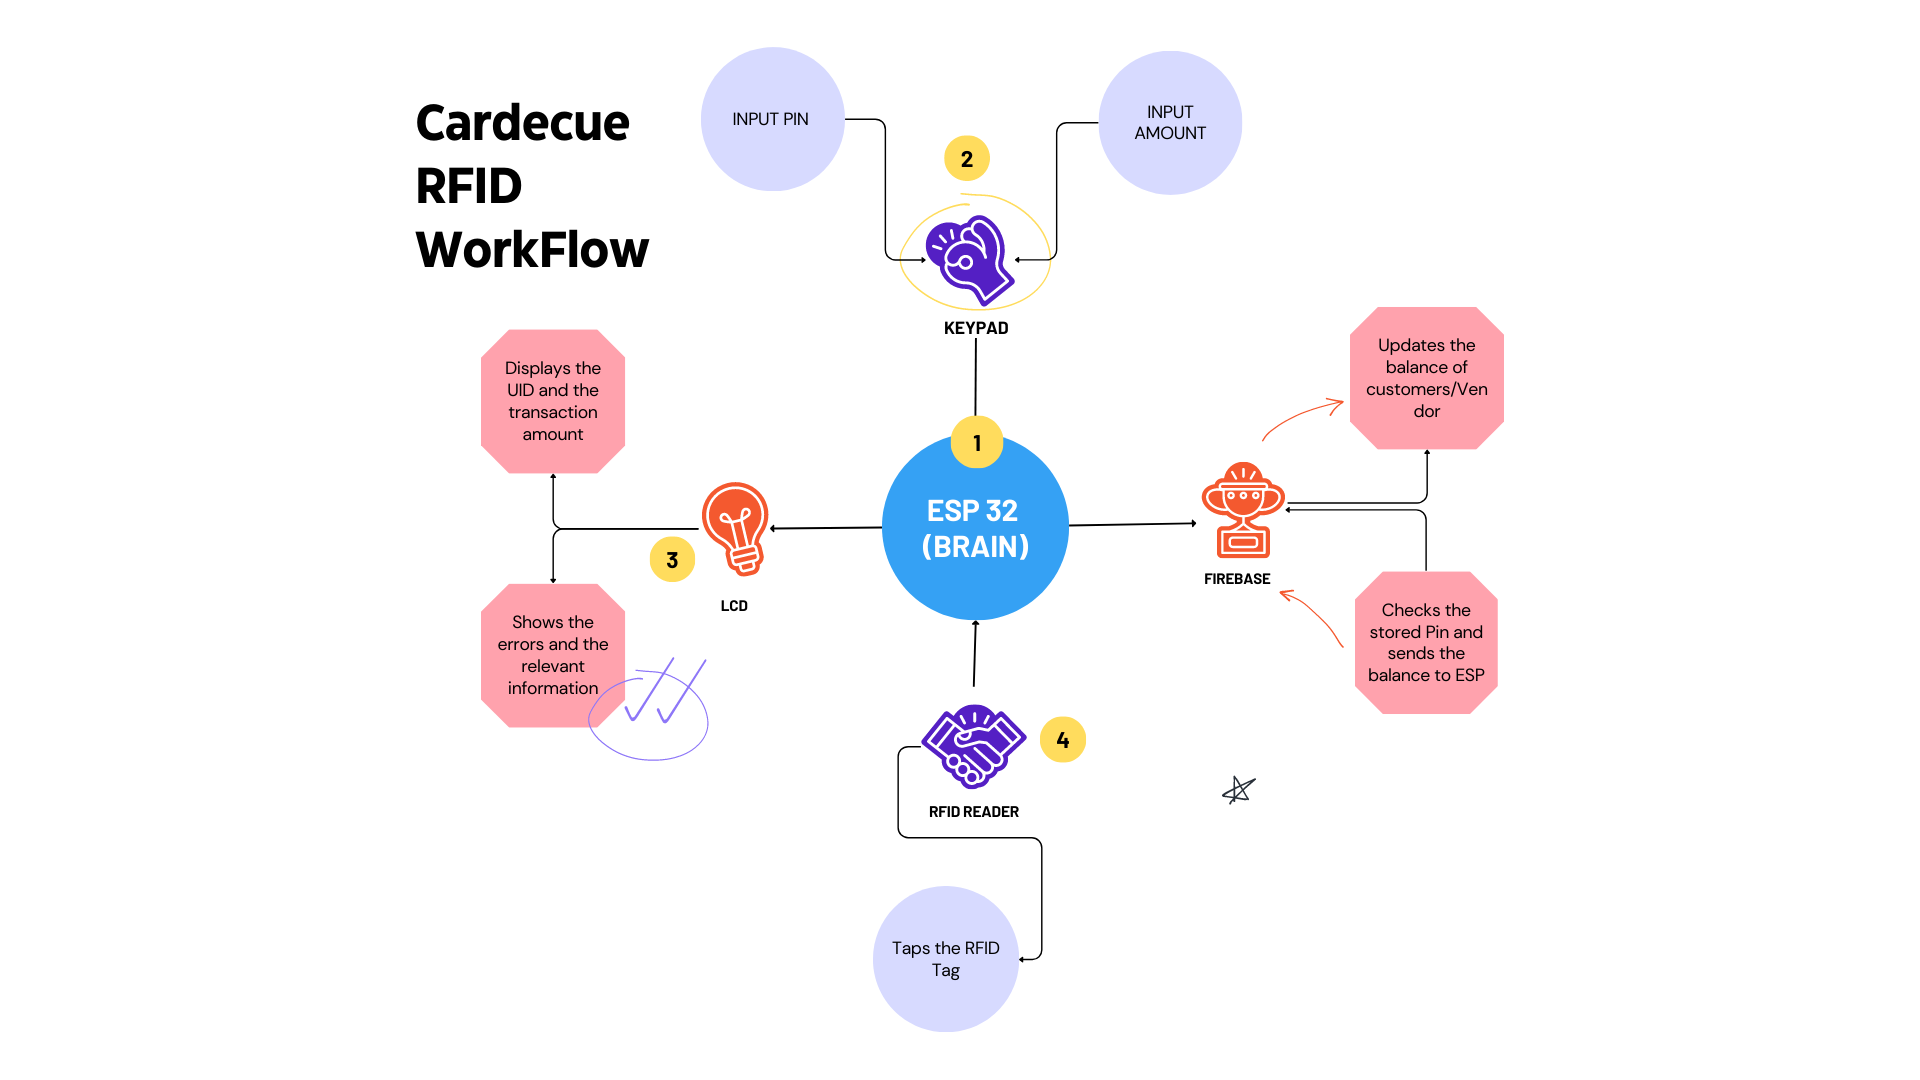 Cardecue
RFID
WorkFlow
INPUT PIN
INPUT
AMOUNT
2
KEYPAD
Displays the
UID and the
transaction
amount
Updates the
balance of
customers/Ven
dor
1
ESP 32
(BRAIN)
3
LCD
FIREBASE
Shows the
errors and the
relevant
information
Checks the
stored Pin and
sends the
balance to ESP
4
RFID READER
Taps the RFID
Tag